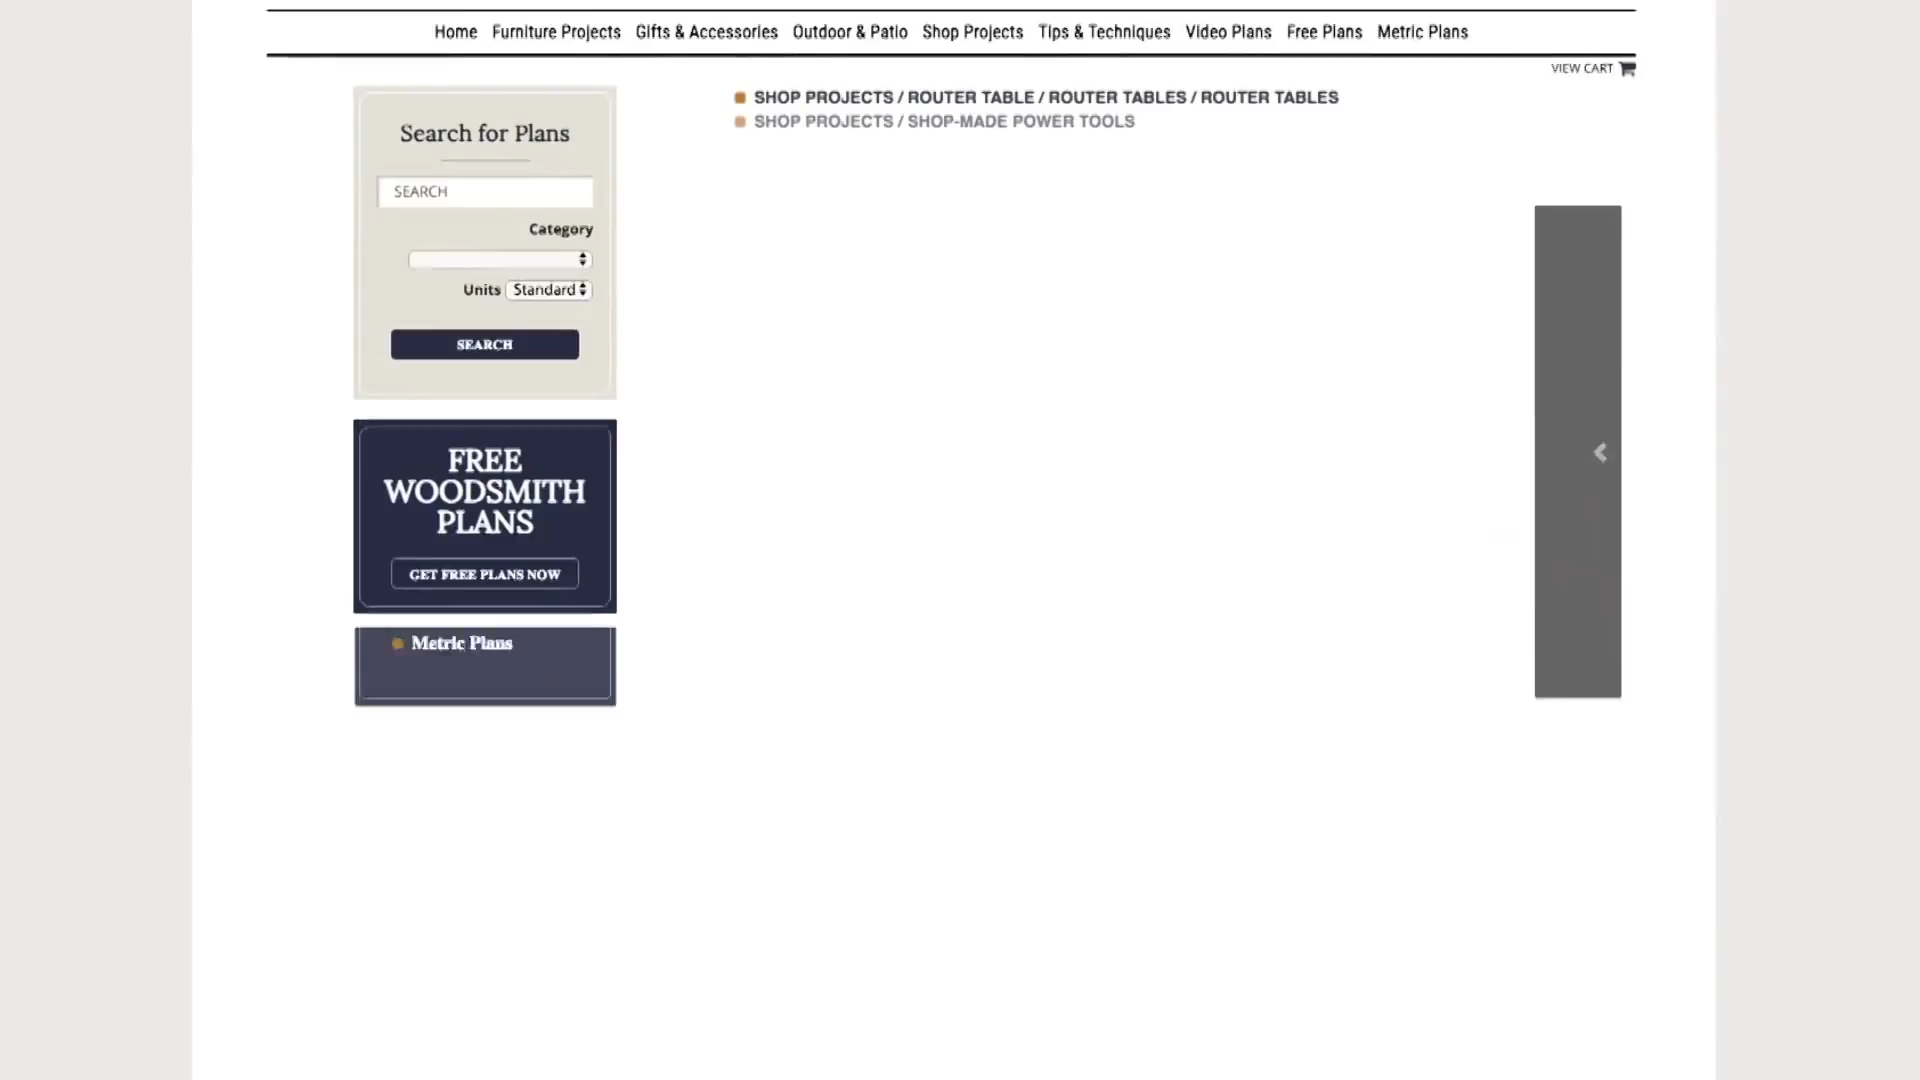 Home Furniture Projects Gifts & Accessories Outdoor & Patio Shop Projects Tips & Techniques Video Plans Free Plans Metric Plans
VIEW CART
SHOP PROJECTS / ROUTER TABLE / ROUTER TABLES / ROUTER TABLES
SHOP PROJECTS / SHOP-MADE POWER TOOLS
Search for Plans
SEARCH
Category
Units Standard
SEARCH
FREE
WOODSMITH
PLANS
GET FREE PLANS NOW
Metric Plans